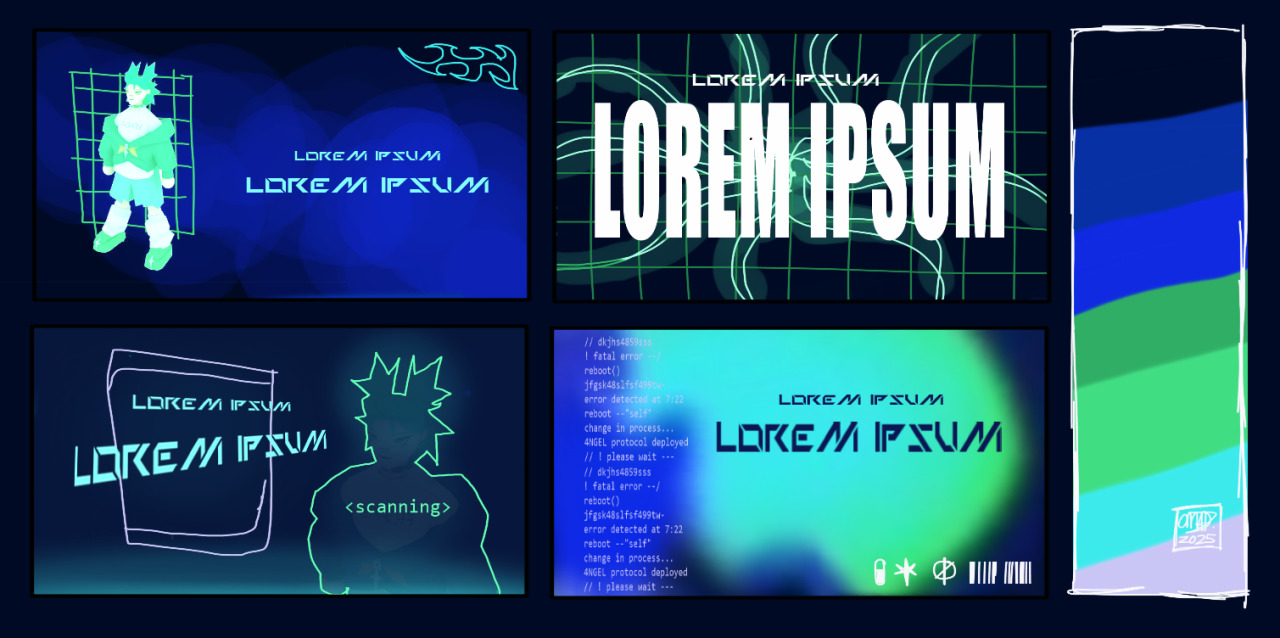 LOREM IPSUM
LOREM IPSUM
LOREM IPSUM
LOREM IPSUM
LOREM IPSUM
LOREM IPSUM
<scanning>
// dkjhs4859sss
! fatal error --/
reboot()
jfgsk48slfsf499tw-
error detected at 7:22
reboot --"self"
change in process...
4NGEL protocol deployed
// ! please wait ---
// dkjhs4859sss
! fatal error --/
reboot()
jfgsk48slfsf499tw-
error detected at 7:22
reboot --"self"
change in process...
4NGEL protocol deployed
// ! please wait ---
LOREM IPSUM
LOREM IPSUM
2025